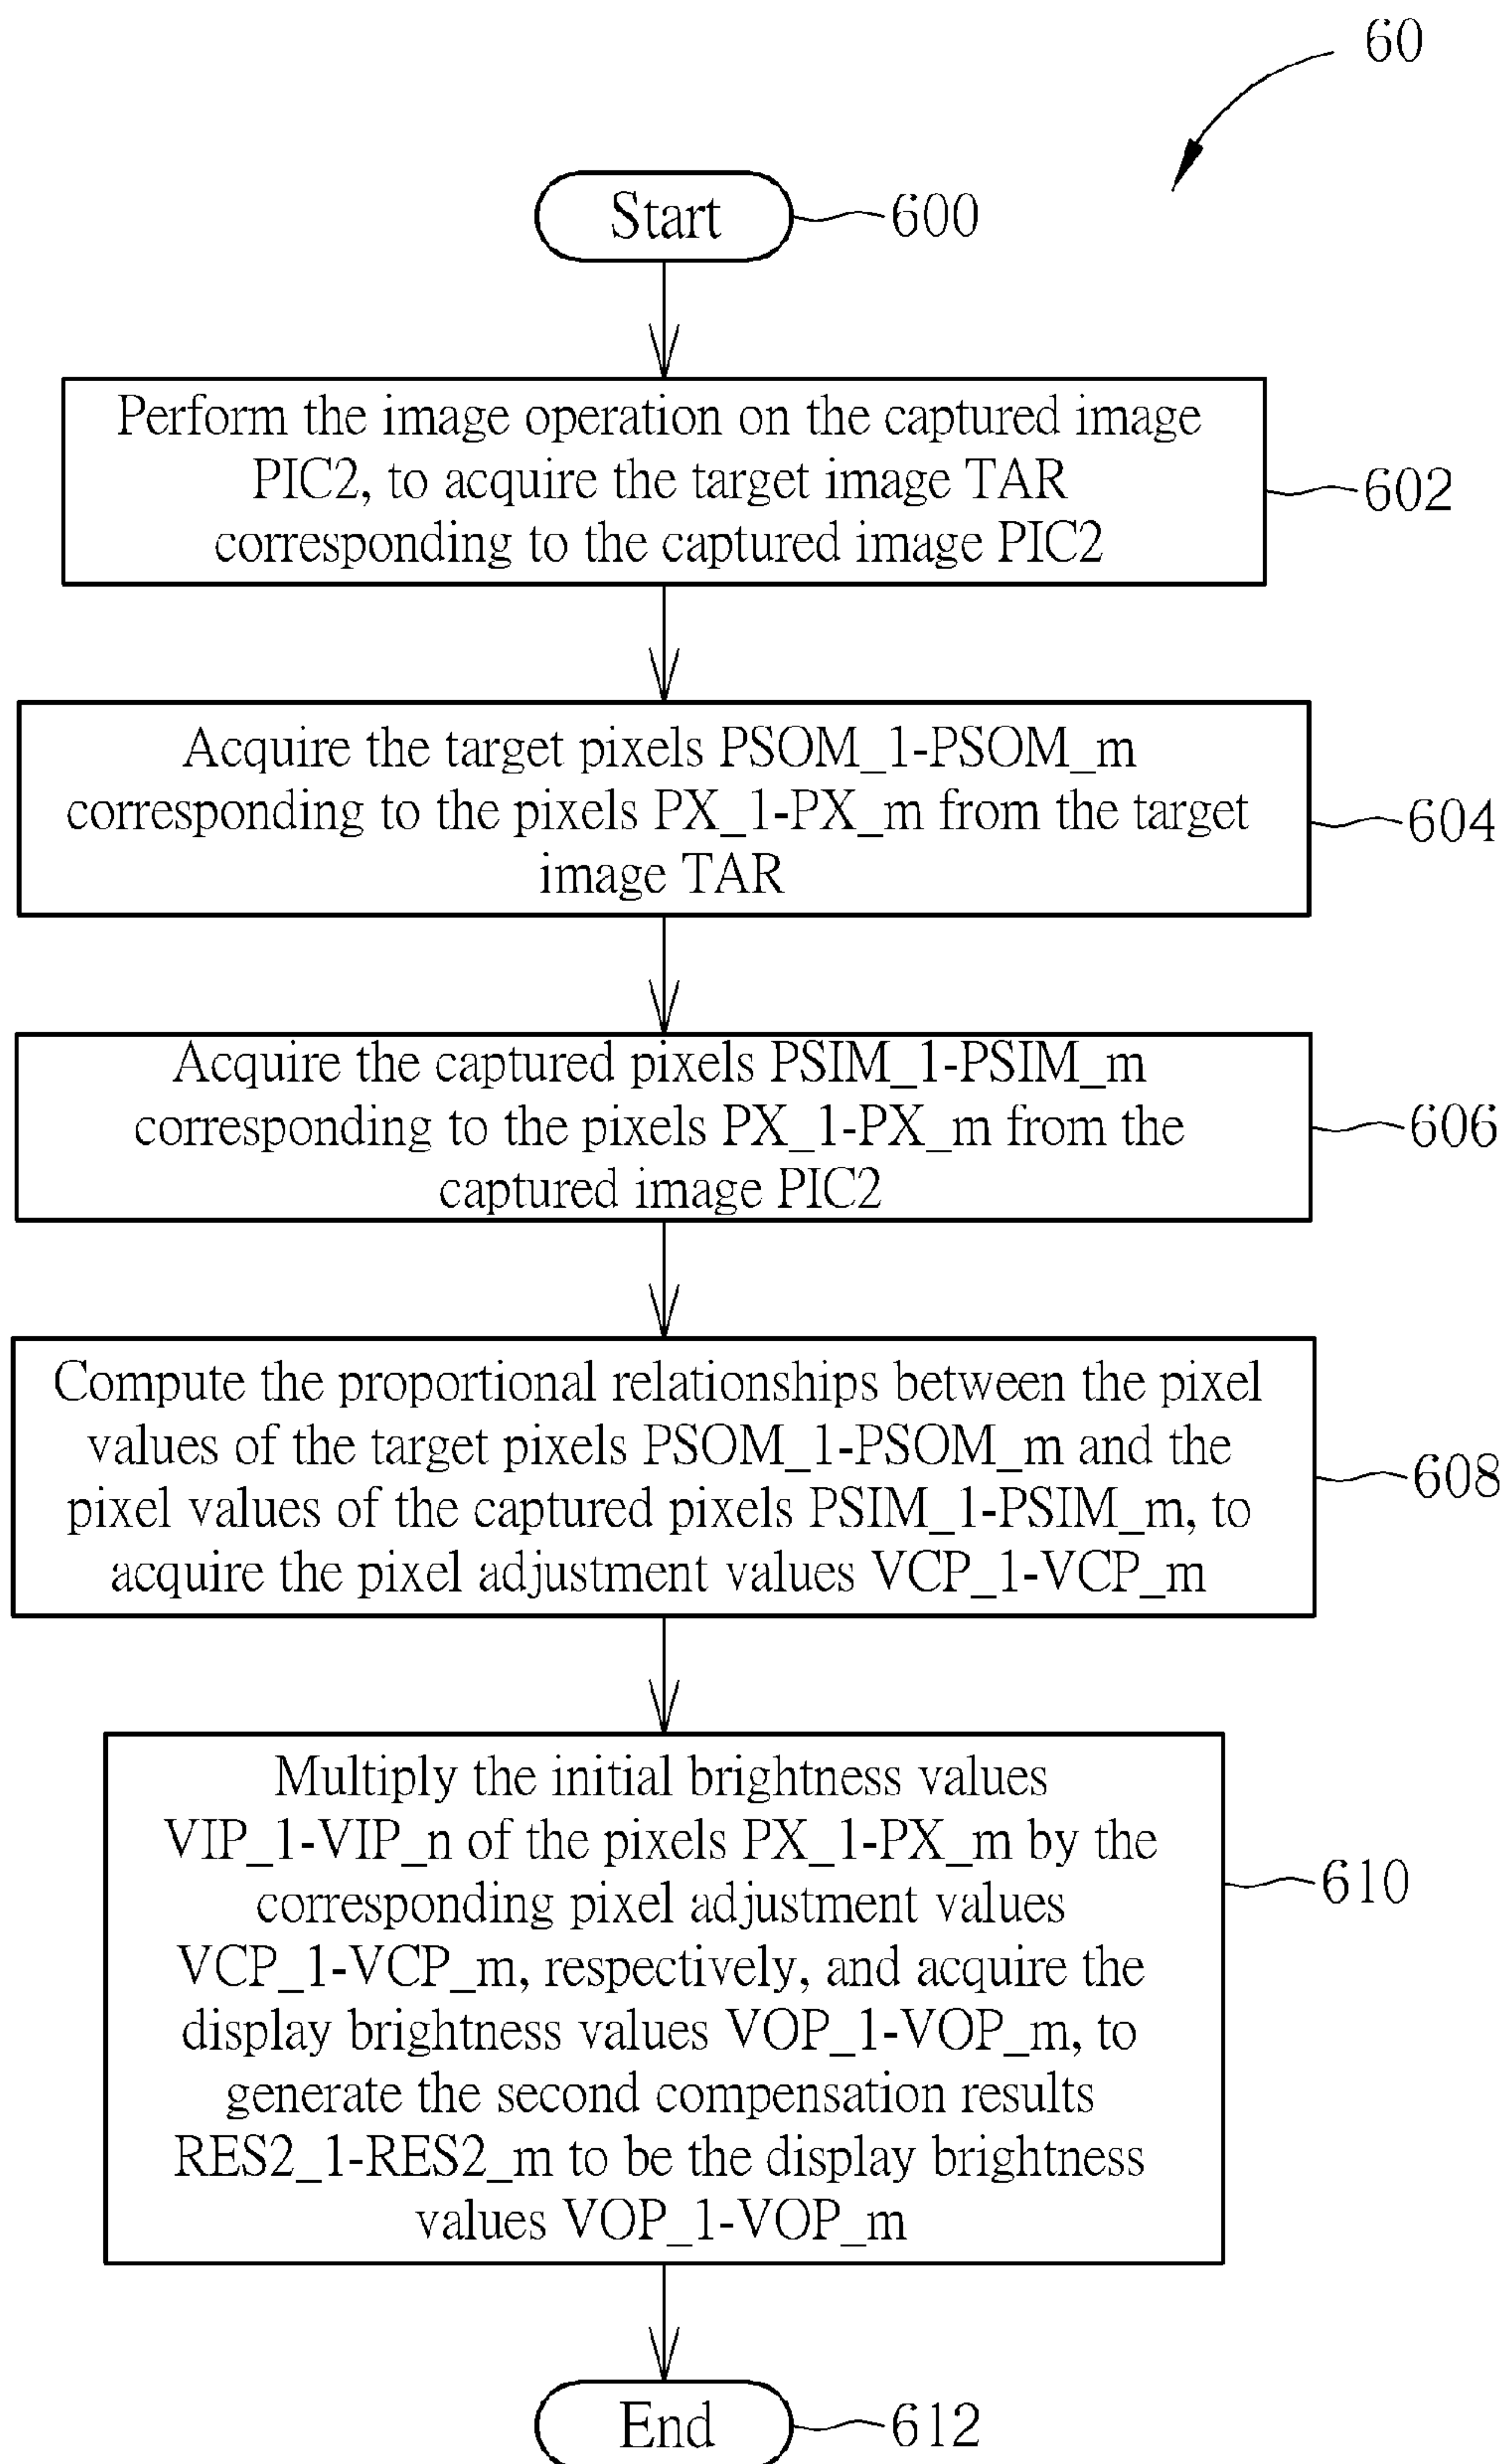 60
Start
600
Perform the image operation on the captured image
PIC2, to acquire the target image TAR
corresponding to the captured image PIC2
602
Acquire the target pixels PSOM_1-PSOM_m
corresponding to the pixels PX_1-PX_m from the target
image TAR
604
Acquire the captured pixels PSIM_1-PSIM_m
corresponding to the pixels PX_1-PX_m from the
captured image PIC2
606
Compute the proportional relationships between the pixel
values of the target pixels PSOM_1-PSOM_m and the
pixel values of the captured pixels PSIM_1-PSIM_m, to
acquire the pixel adjustment values VCP_1-VCP_m
608
Multiply the initial brightness values
VIP_1-VIP_n of the pixels PX_1-PX_m by the
corresponding pixel adjustment values
VCP_1-VCP_m, respectively, and acquire the
display brightness values VOP_1-VOP_m, to
generate the second compensation results
RES2_1-RES2_m to be the display brightness
values VOP_1-VOP_m
610
End
612